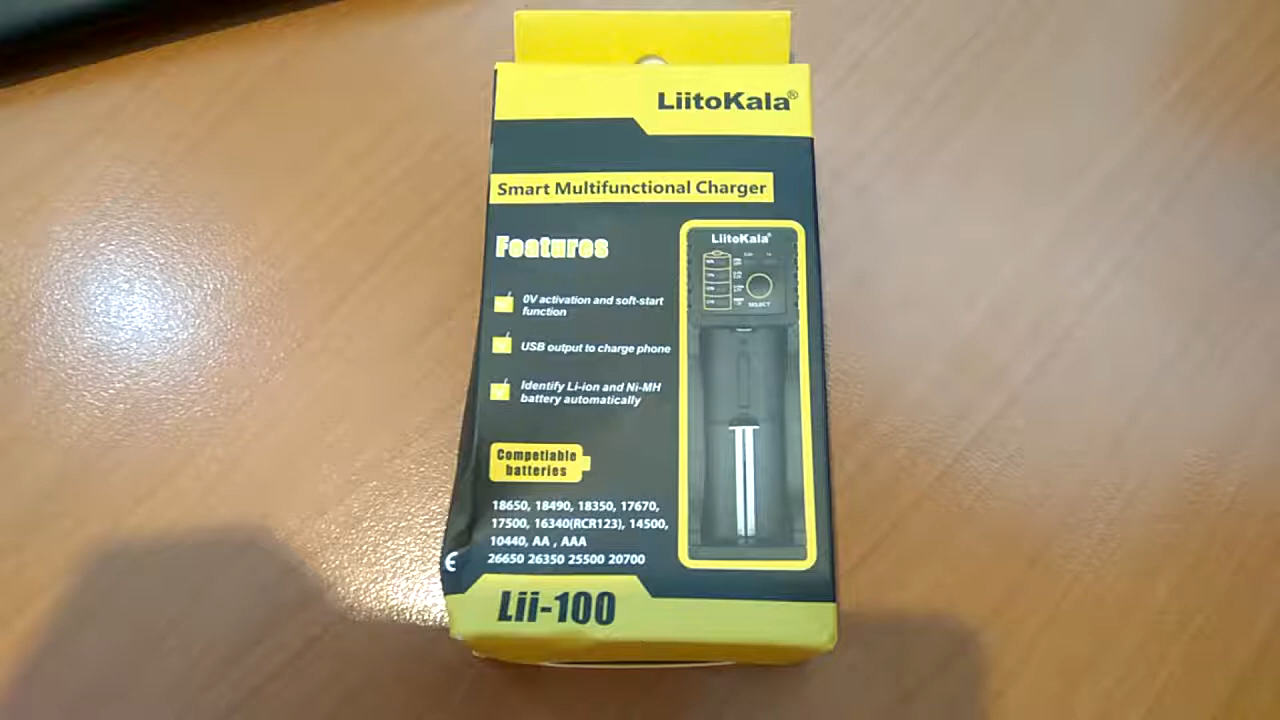 LiitoKala®
Smart Multifunctional Charger
Features
0V activation and soft-start
function
USB output to charge phone
Identify Li-ion and Ni-MH
battery automatically
Competiable
batteries
18650, 18490, 18350, 17670,
17500, 16340(RCR123), 14500,
10440, AA , AAA
26650 26350 25500 20700
CE
Lii-100
LiitoKala®
SELECT